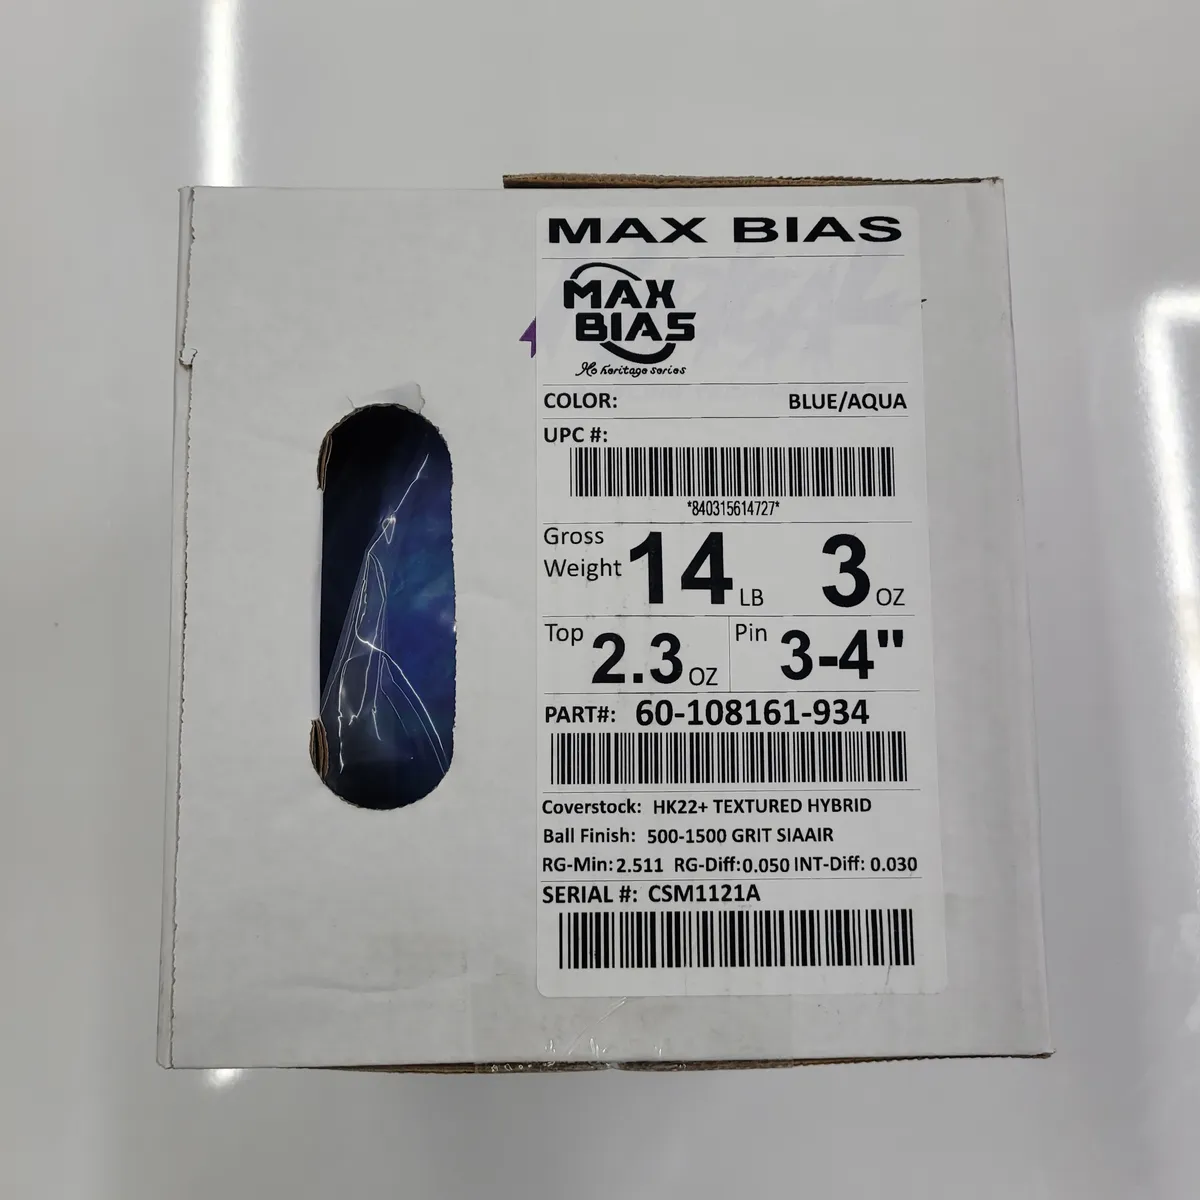 MAX BIAS
MAX
BIAS
Ho heritage series
COLOR: BLUE/AQUA
UPC #:
*840315614727*
Gross Weight 14 LB 3 OZ
Top 2.3 OZ Pin 3-4"
PART#: 60-108161-934
Coverstock: HK22+ TEXTURED HYBRID
Ball Finish: 500-1500 GRIT SIAAIR
RG-Min: 2.511 RG-Diff: 0.050 INT-Diff: 0.030
SERIAL #: CSM1121A